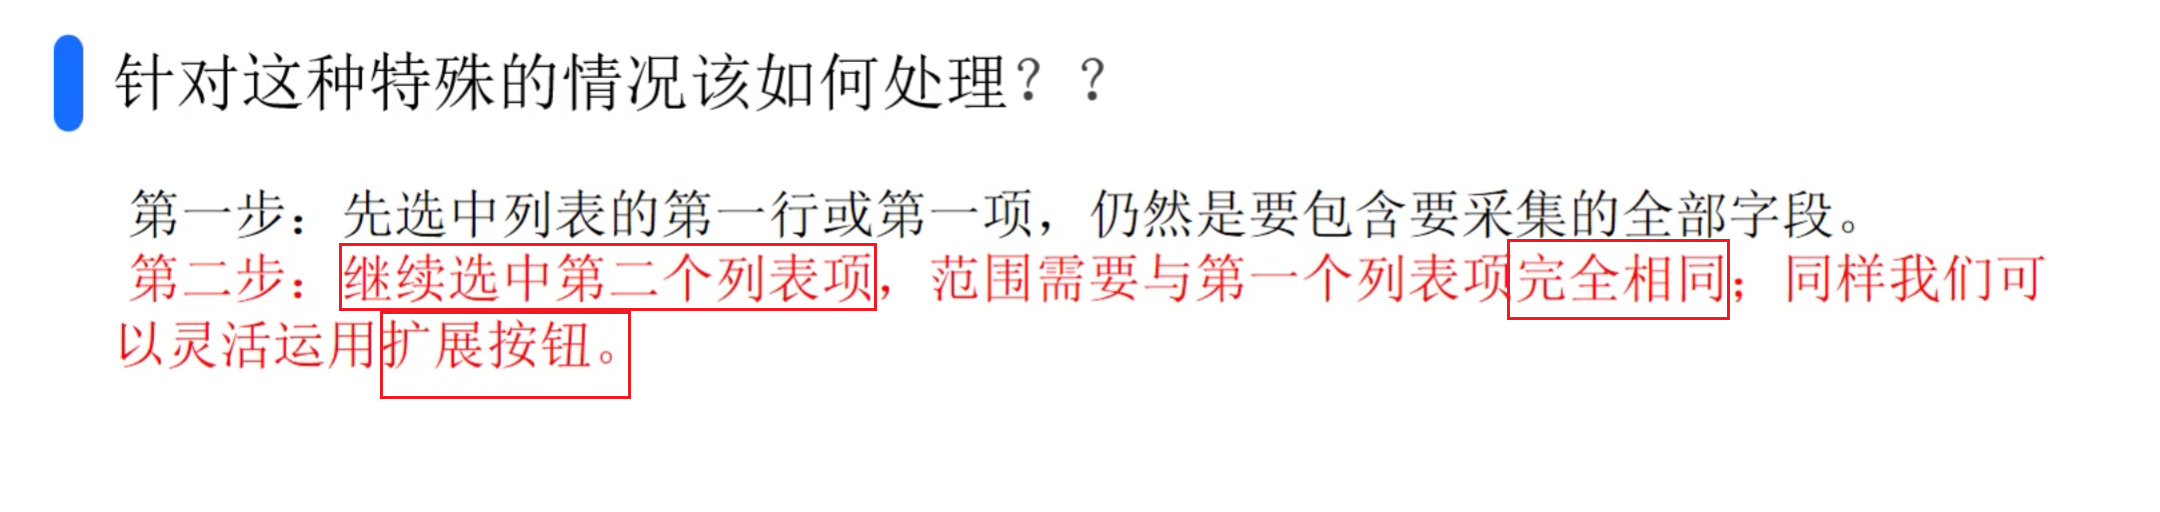 针对这种特殊的情况该如何处理？？
第一步：先选中列表的第一行或第一项，仍然是要包含要采集的全部字段。
第二步：继续选中第二个列表项，范围需要与第一个列表项完全相同；同样我们可
以灵活运用扩展按钮。